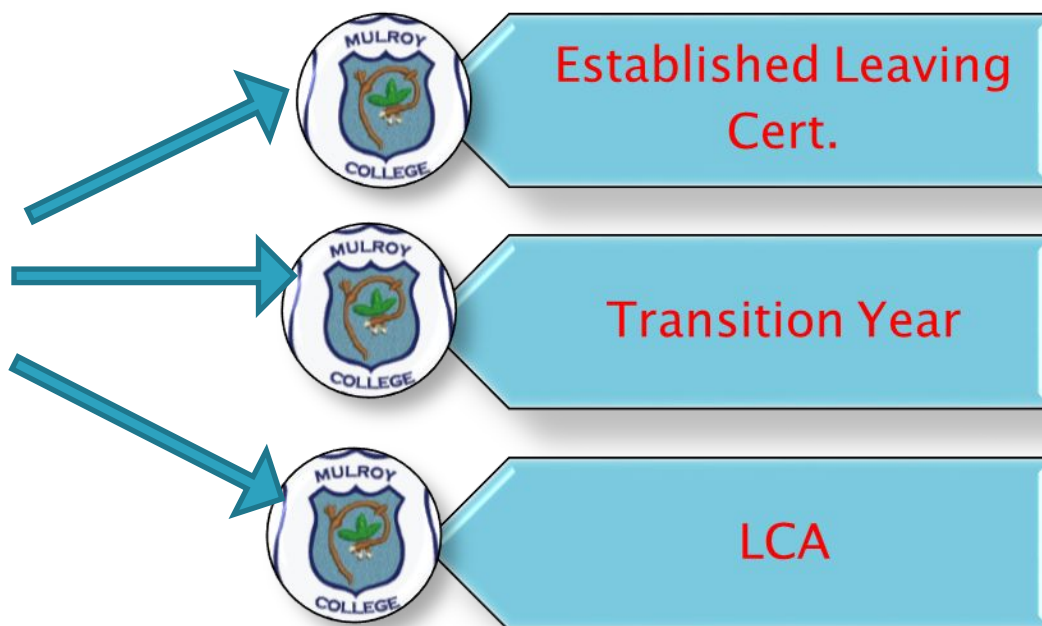 MULROY
COLLEGE
Established Leaving
Cert.
MULROY
COLLEGE
Transition Year
MULROY
COLLEGE
LCA